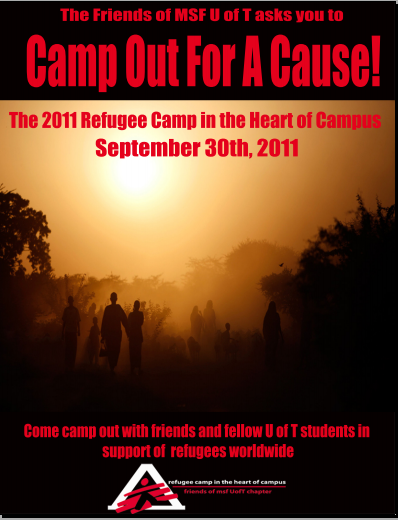 The Friends of MSF U of T asks you to
Camp Out For A Cause!
The 2011 Refugee Camp in the Heart of Campus
September 30th, 2011
Come camp out with friends and fellow U of T students in
support of refugees worldwide
refugee camp in the heart of campus
friends of msf UofT chapter